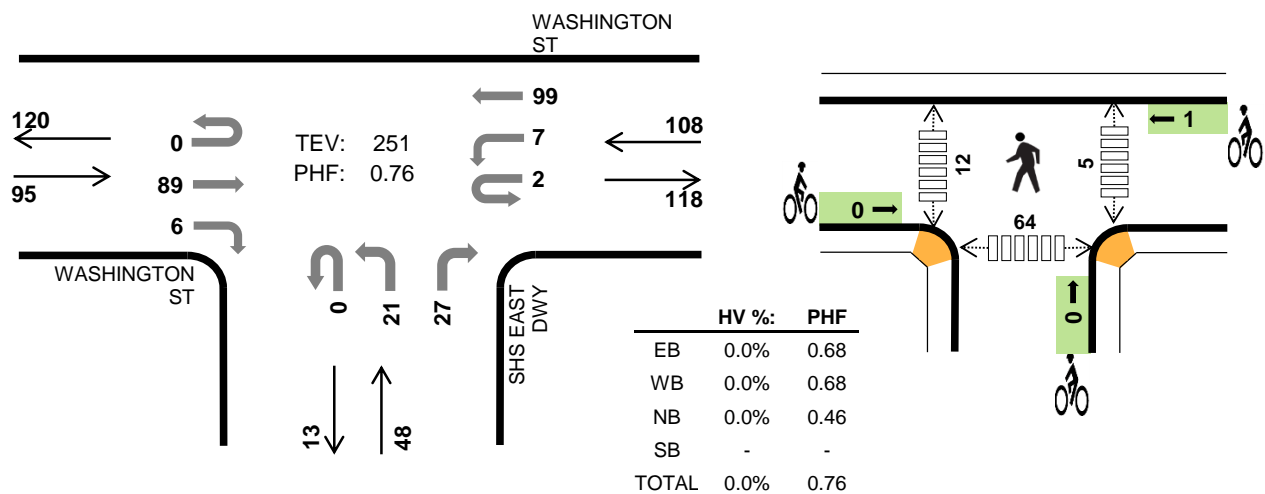 WASHINGTON
ST
120
95
0
89
6
TEV: 251
PHF: 0.76
99
7
2
108
118
WASHINGTON
ST
0
21
27
SHS EAST
DWY
13
48
HV %: PHF
EB 0.0% 0.68
WB 0.0% 0.68
NB 0.0% 0.46
SB - -
TOTAL 0.0% 0.76
1
12
5
0
64
0